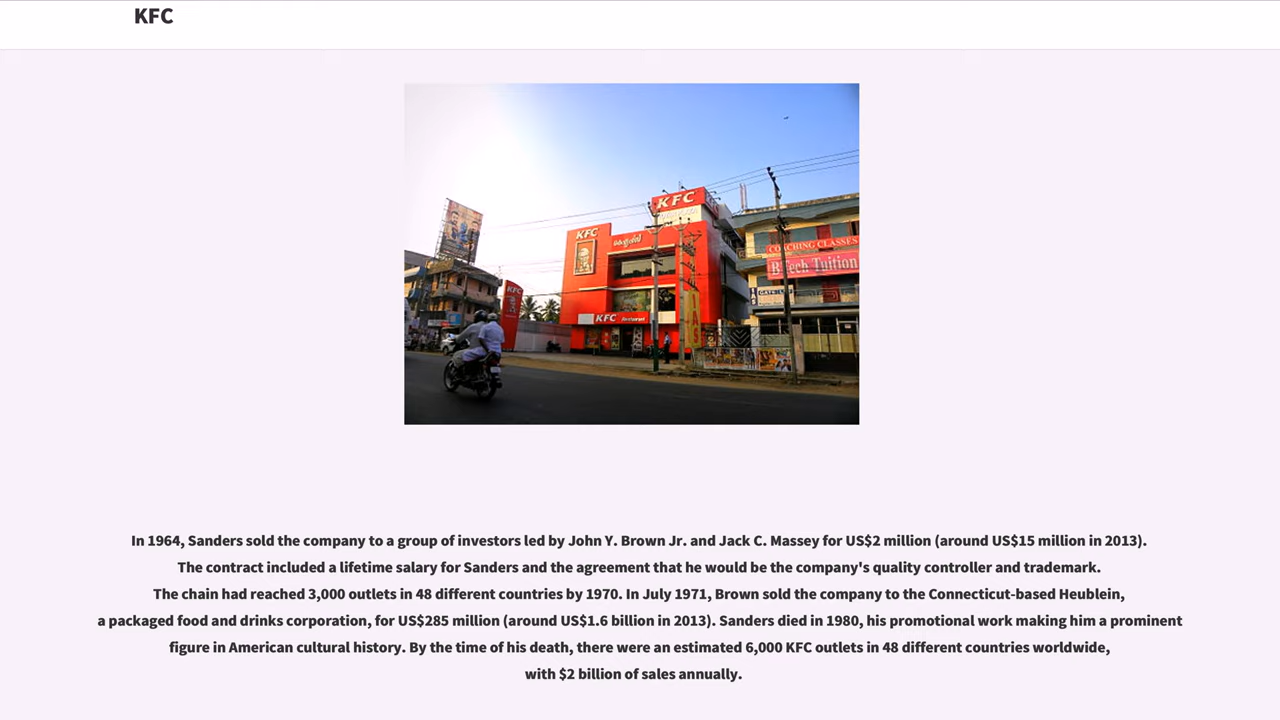 KFC
KFC
KFC
കെഎഫ്സി
KFC
KFC Restaurant
COACHING CLASSES
B Tech Tuition
GATE
IAS
IAS
In 1964, Sanders sold the company to a group of investors led by John Y. Brown Jr. and Jack C. Massey for US$2 million (around US$15 million in 2013).
The contract included a lifetime salary for Sanders and the agreement that he would be the company's quality controller and trademark.
The chain had reached 3,000 outlets in 48 different countries by 1970. In July 1971, Brown sold the company to the Connecticut-based Heublein,
a packaged food and drinks corporation, for US$285 million (around US$1.6 billion in 2013). Sanders died in 1980, his promotional work making him a prominent
figure in American cultural history. By the time of his death, there were an estimated 6,000 KFC outlets in 48 different countries worldwide,
with $2 billion of sales annually.